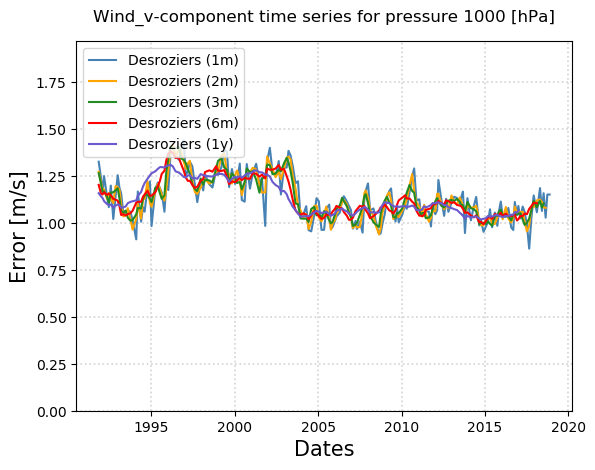 Wind_v-component time series for pressure 1000 [hPa]
Desroziers (1m)
Desroziers (2m)
Desroziers (3m)
Desroziers (6m)
Desroziers (1y)
Error [m/s]
1.75
1.50
1.25
1.00
0.75
0.50
0.25
0.00
1995 2000 2005 2010 2015 2020
Dates